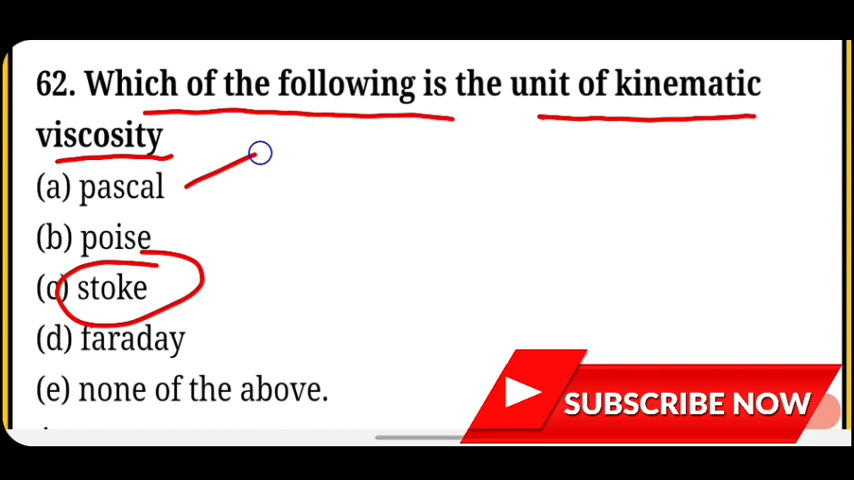 62. Which of the following is the unit of kinematic
viscosity
(a) pascal
(b) poise
(c) stoke
(d) faraday
(e) none of the above.
SUBSCRIBE NOW